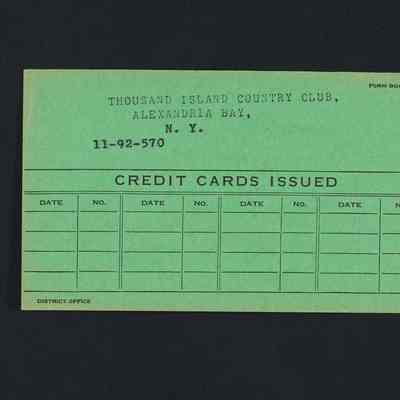 FORM
THOUSAND ISLAND COUNTRY CLUB,
ALEXANDRIA BAY,
N. Y.
11-92-570
CREDIT CARDS ISSUED
DATE NO. DATE NO. DATE NO. DATE
DISTRICT OFFICE